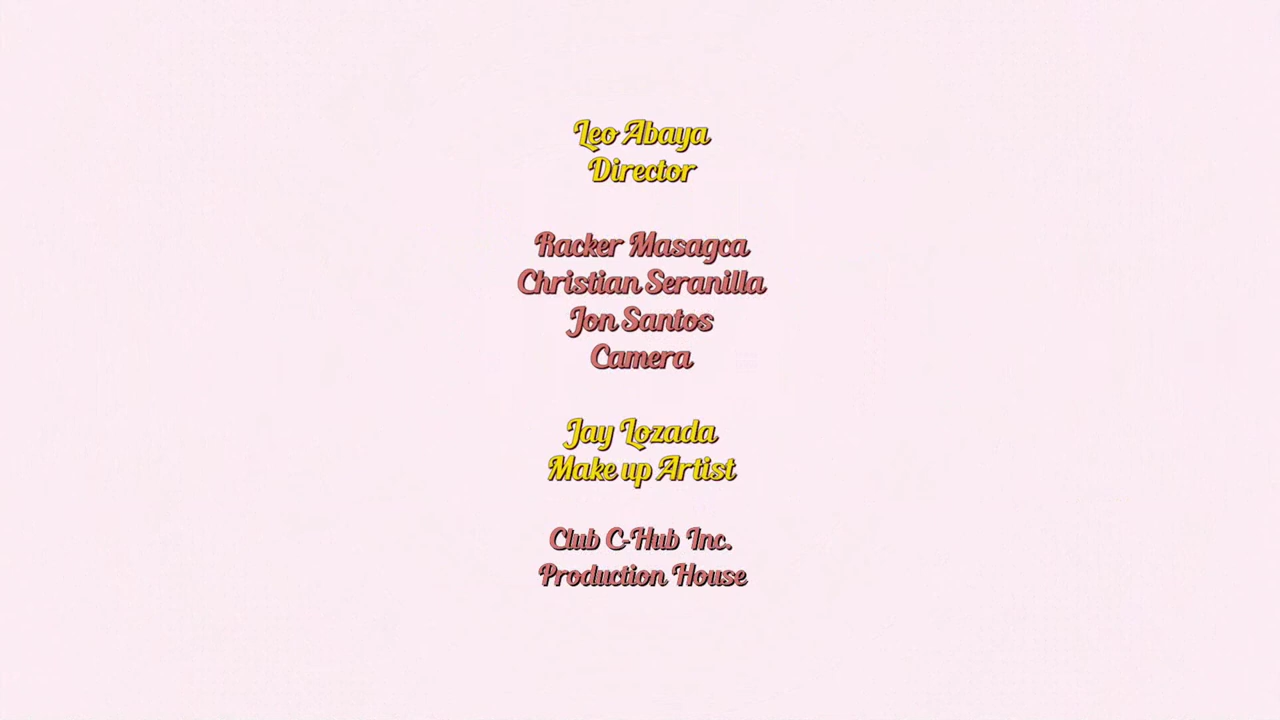 Leo Abaya
Director
Racker Masagca
Christian Seranilla
Jon Santos
Camera
Jay Lozada
Make up Artist
Club C-Hub Inc.
Production House